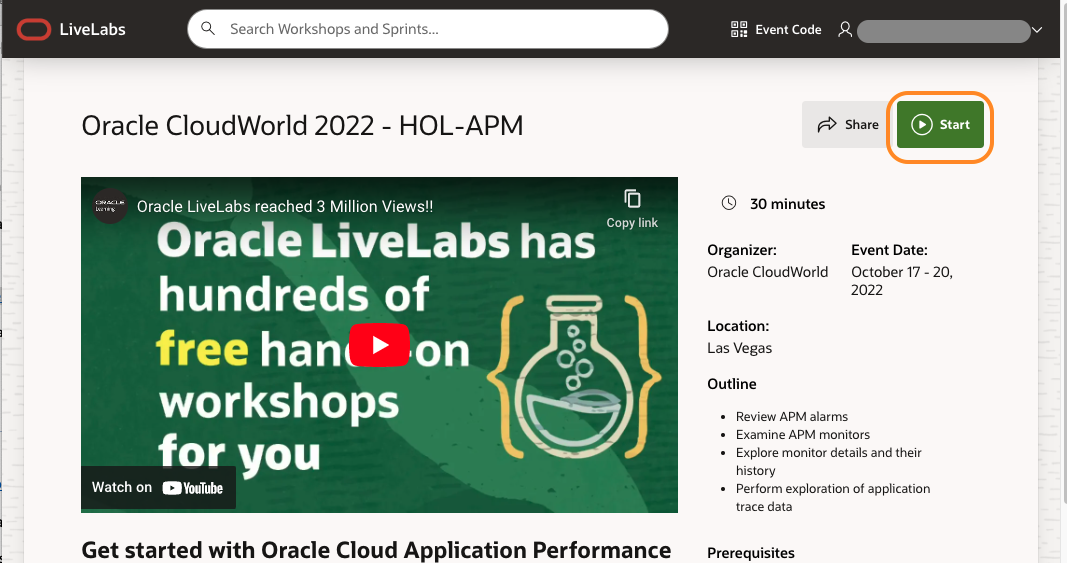 LiveLabs
Search Workshops and Sprints...
Event Code
Oracle CloudWorld 2022 - HOL-APM
Share
Start
ORACLE
Learning
Oracle LiveLabs reached 3 Million Views!!
Copy link
Oracle LiveLabs has
hundreds of
free hand-on
workshops
for you
Watch on YouTube
30 minutes
Organizer:
Oracle CloudWorld
Event Date:
October 17 - 20,
2022
Location:
Las Vegas
Outline
• Review APM alarms
• Examine APM monitors
• Explore monitor details and their
history
• Perform exploration of application
trace data
Get started with Oracle Cloud Application Performance
Prerequisites